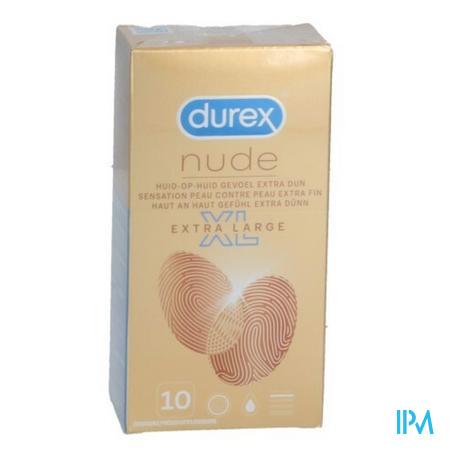 durex
nude
HUID-OP-HUID GEVOEL EXTRA DUN
SENSATION PEAU CONTRE PEAU EXTRA FIN
HAUT AN HAUT GEFÜHL EXTRA DÜNN
XL
EXTRA LARGE
10
IPM